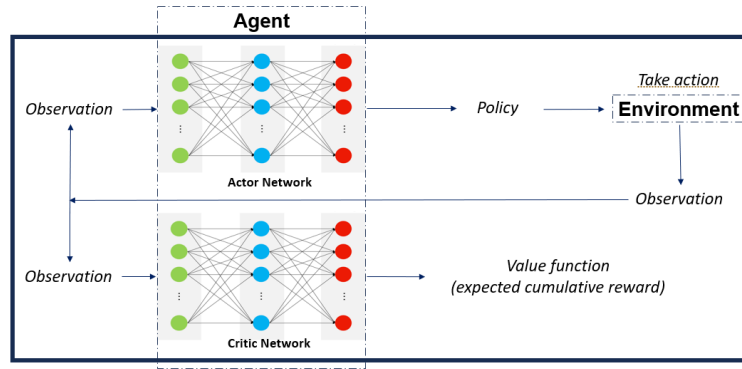 Agent
Take action
Observation
Policy
Environment
Actor Network
Observation
Observation
Value function
(expected cumulative reward)
Critic Network